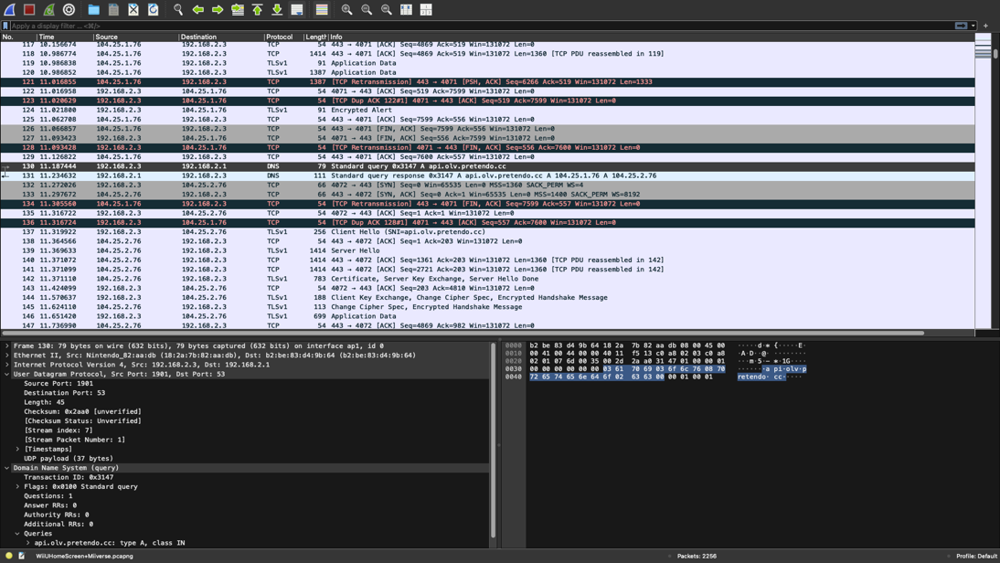 Apply a display filter ... <⌘/>
No. Time Source Destination Protocol Length Info
117 10.156674 104.25.1.76 192.168.2.3 TCP 54 443 → 4071 [ACK] Seq=4869 Ack=519 Win=131072 Len=0
118 10.986774 104.25.1.76 192.168.2.3 TCP 1414 443 → 4071 [ACK] Seq=4869 Ack=519 Win=131072 Len=1360 [TCP PDU reassembled in 119]
119 10.986838 104.25.1.76 192.168.2.3 TLSv1 91 Application Data
120 10.986852 104.25.1.76 192.168.2.3 TLSv1 1387 Application Data
121 11.016855 104.25.1.76 192.168.2.3 TCP 1387 [TCP Retransmission] 443 → 4071 [PSH, ACK] Seq=6266 Ack=519 Win=131072 Len=1333
122 11.016958 192.168.2.3 104.25.1.76 TCP 54 4071 → 443 [ACK] Seq=519 Ack=7599 Win=131072 Len=0
123 11.020629 192.168.2.3 104.25.1.76 TCP 54 [TCP Dup ACK 122#1] 4071 → 443 [ACK] Seq=519 Ack=7599 Win=131072 Len=0
124 11.021800 192.168.2.3 104.25.1.76 TLSv1 91 Encrypted Alert
125 11.062708 104.25.1.76 192.168.2.3 TCP 54 443 → 4071 [ACK] Seq=7599 Ack=556 Win=131072 Len=0
126 11.066857 104.25.1.76 192.168.2.3 TCP 54 443 → 4071 [FIN, ACK] Seq=7599 Ack=556 Win=131072 Len=0
127 11.093423 192.168.2.3 104.25.1.76 TCP 54 4071 → 443 [FIN, ACK] Seq=556 Ack=7599 Win=131072 Len=0
128 11.093428 192.168.2.3 104.25.1.76 TCP 54 [TCP Retransmission] 4071 → 443 [FIN, ACK] Seq=556 Ack=7600 Win=131072 Len=0
129 11.126822 104.25.1.76 192.168.2.3 TCP 54 443 → 4071 [ACK] Seq=7600 Ack=557 Win=131072 Len=0
130 11.187444 192.168.2.3 192.168.2.1 DNS 79 Standard query 0x3147 A api.olv.pretendo.cc
131 11.234632 192.168.2.1 192.168.2.3 DNS 111 Standard query response 0x3147 A api.olv.pretendo.cc A 104.25.1.76 A 104.25.2.76
132 11.272026 192.168.2.3 104.25.1.76 TCP 66 4072 → 443 [SYN] Seq=0 Win=65535 Len=0 MSS=1360 SACK_PERM WS=4
133 11.297672 104.25.1.76 192.168.2.3 TCP 66 443 → 4072 [SYN, ACK] Seq=0 Ack=1 Win=65535 Len=0 MSS=1400 SACK_PERM WS=8192
134 11.305560 104.25.1.76 192.168.2.3 TCP 54 [TCP Retransmission] 443 → 4071 [FIN, ACK] Seq=7599 Ack=557 Win=131072 Len=0
135 11.316715 192.168.2.3 104.25.1.76 TCP 54 4072 → 443 [ACK] Seq=1 Ack=1 Win=131072 Len=0
136 11.316724 192.168.2.3 104.25.1.76 TCP 54 [TCP Dup ACK 128#1] 4071 → 443 [ACK] Seq=557 Ack=7600 Win=131072 Len=0
137 11.319922 192.168.2.3 104.25.1.76 TLSv1 256 Client Hello (SNI=api.olv.pretendo.cc)
138 11.364566 104.25.1.76 192.168.2.3 TCP 54 443 → 4072 [ACK] Seq=1 Ack=203 Win=131072 Len=0
139 11.369633 104.25.1.76 192.168.2.3 TLSv1 1414 Server Hello
140 11.371072 104.25.1.76 192.168.2.3 TCP 1414 443 → 4072 [ACK] Seq=1361 Ack=203 Win=131072 Len=1360 [TCP PDU reassembled in 142]
141 11.371099 104.25.1.76 192.168.2.3 TCP 1414 443 → 4072 [ACK] Seq=2721 Ack=203 Win=131072 Len=1360 [TCP PDU reassembled in 142]
142 11.371110 104.25.1.76 192.168.2.3 TLSv1 783 Certificate, Server Key Exchange, Server Hello Done
143 11.424099 192.168.2.3 104.25.1.76 TCP 54 4072 → 443 [ACK] Seq=203 Ack=4810 Win=131072 Len=0
144 11.570637 192.168.2.3 104.25.1.76 TLSv1 188 Client Key Exchange, Change Cipher Spec, Encrypted Handshake Message
145 11.624110 104.25.1.76 192.168.2.3 TLSv1 113 Change Cipher Spec, Encrypted Handshake Message
146 11.651420 192.168.2.3 104.25.1.76 TLSv1 699 Application Data
147 11.736990 104.25.1.76 192.168.2.3 TCP 54 443 → 4072 [ACK] Seq=4869 Ack=982 Win=131072 Len=0
Frame 130: 79 bytes on wire (632 bits), 79 bytes captured (632 bits) on interface ap1, id 0
Ethernet II, Src: Nintendo_82:aa:db (18:2a:7b:82:aa:db), Dst: b2:be:83:d4:9b:64 (b2:be:83:d4:9b:64)
Internet Protocol Version 4, Src: 192.168.2.3, Dst: 192.168.2.1
User Datagram Protocol, Src Port: 1901, Dst Port: 53
Source Port: 1901
Destination Port: 53
Length: 45
Checksum: 0x2aa0 [unverified]
[Checksum Status: Unverified]
[Stream index: 7]
[Stream Packet Number: 1]
[Timestamps]
UDP payload (37 bytes)
Domain Name System (query)
Transaction ID: 0x3147
Flags: 0x0100 Standard query
Questions: 1
Answer RRs: 0
Authority RRs: 0
Additional RRs: 0
Queries
api.olv.pretendo.cc: type A, class IN
0000 b2 be 83 d4 9b 64 18 2a 7b 82 aa db 08 00 45 00 ·····d·* {·····E·
0010 00 41 00 44 00 00 40 11 f5 13 c0 a8 02 03 c0 a8 ·A·D··@· ········
0020 02 01 07 6d 00 35 00 2d 2a a0 31 47 01 00 00 01 ···m·5·- *·1G····
0030 00 00 00 00 00 00 03 61 70 69 03 6f 6c 76 08 70 ·······a pi·olv·p
0040 72 65 74 65 6e 64 6f 02 63 63 00 00 01 00 01 retendo· cc·····
WiiUHomeScreen+Miiverse.pcapng
Packets: 2256
Profile: Default